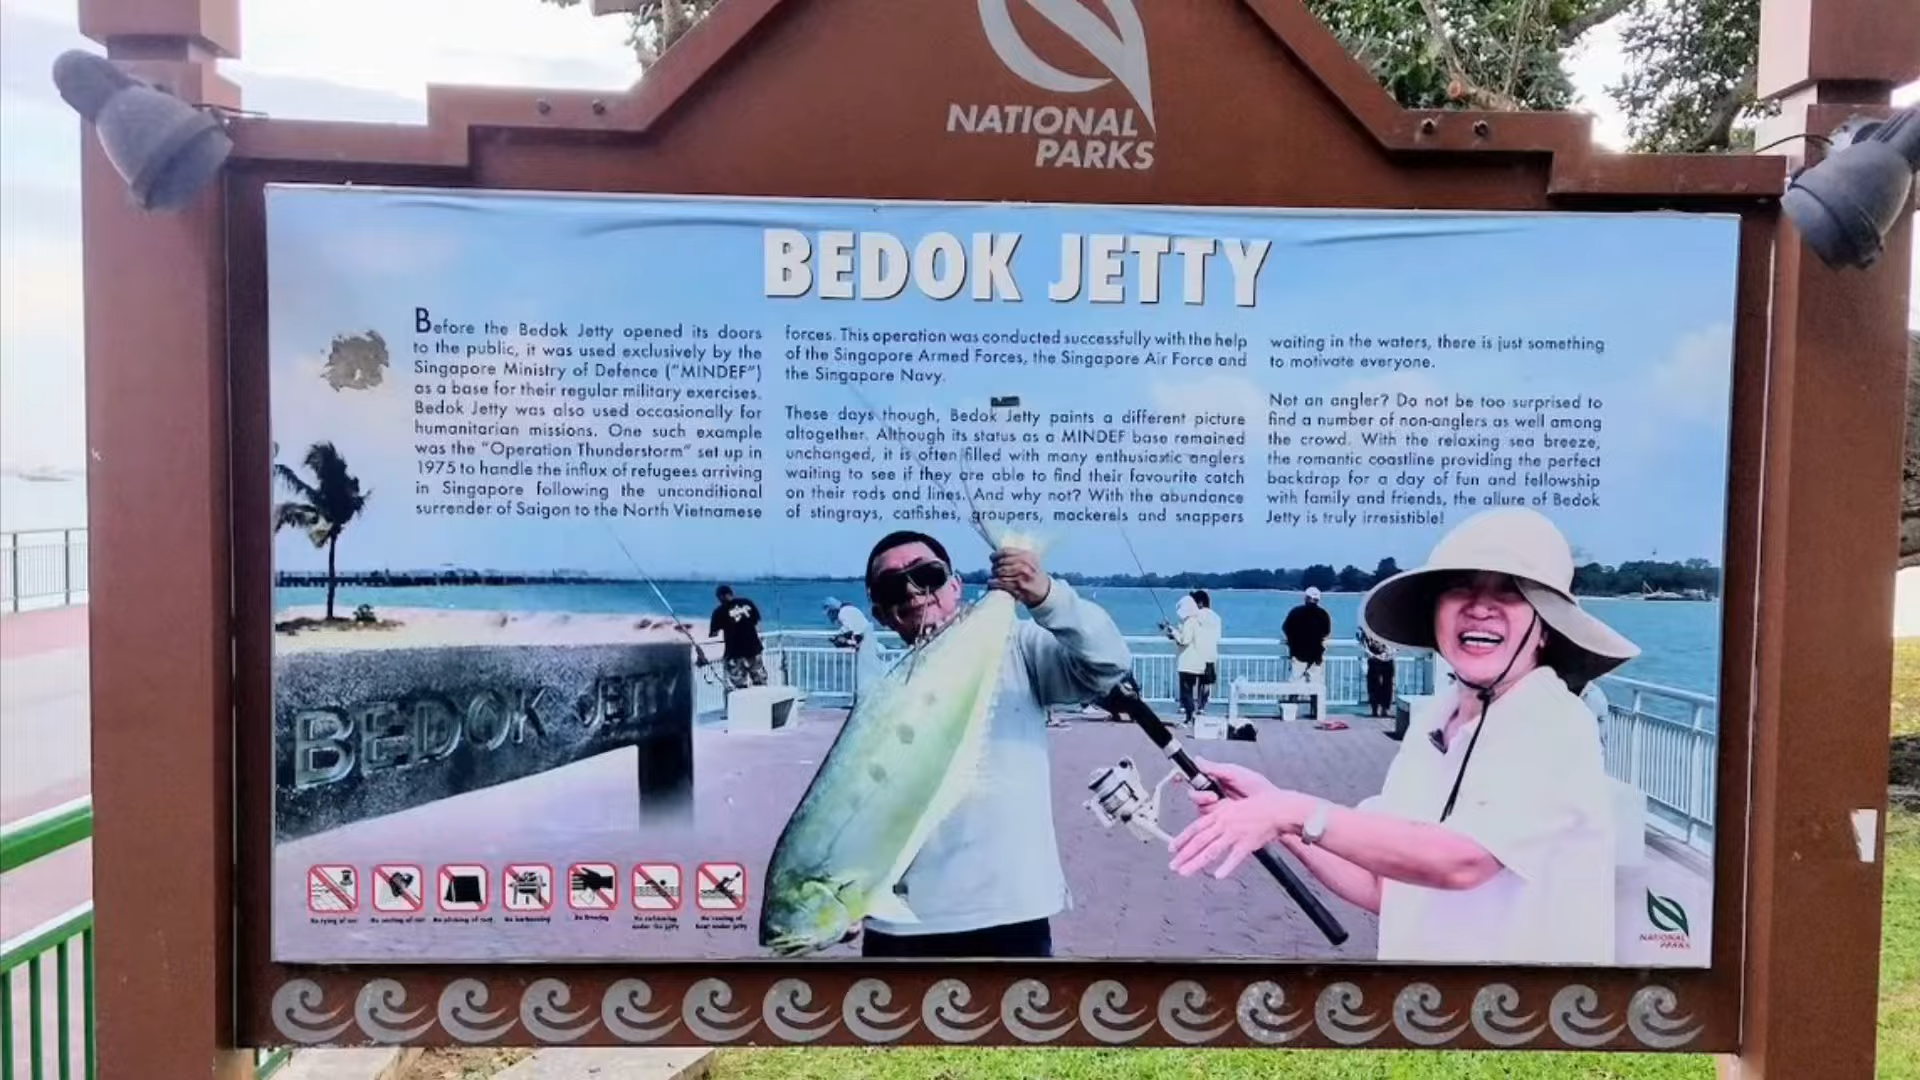 NATIONAL
PARKS
BEDOK JETTY
Before the Bedok Jetty opened its doors
to the public, it was used exclusively by the
Singapore Ministry of Defence ("MINDEF")
as a base for their regular military exercises.
Bedok Jetty was also used occasionally for
humanitarian missions. One such example
was the "Operation Thunderstorm" set up in
1975 to handle the influx of refugees arriving
in Singapore following the unconditional
surrender of Saigon to the North Vietnamese
forces. This operation was conducted successfully with the help
of the Singapore Armed Forces, the Singapore Air Force and
the Singapore Navy.
These days though, Bedok Jetty paints a different picture
altogether. Although its status as a MINDEF base remained
unchanged, it is often filled with many enthusiastic anglers
waiting to see if they are able to find their favourite catch
on their rods and lines. And why not? With the abundance
of stingrays, catfishes, groupers, mackerels and snappers
waiting in the waters, there is just something
to motivate everyone.
Not an angler? Do not be too surprised to
find a number of non-anglers as well among
the crowd. With the relaxing sea breeze,
the romantic coastline providing the perfect
backdrop for a day of fun and fellowship
with family and friends, the allure of Bedok
Jetty is truly irresistible!
BEDOK JETTY
No barbecuing
No swimming
under the jetty
NATIONAL
PARKS